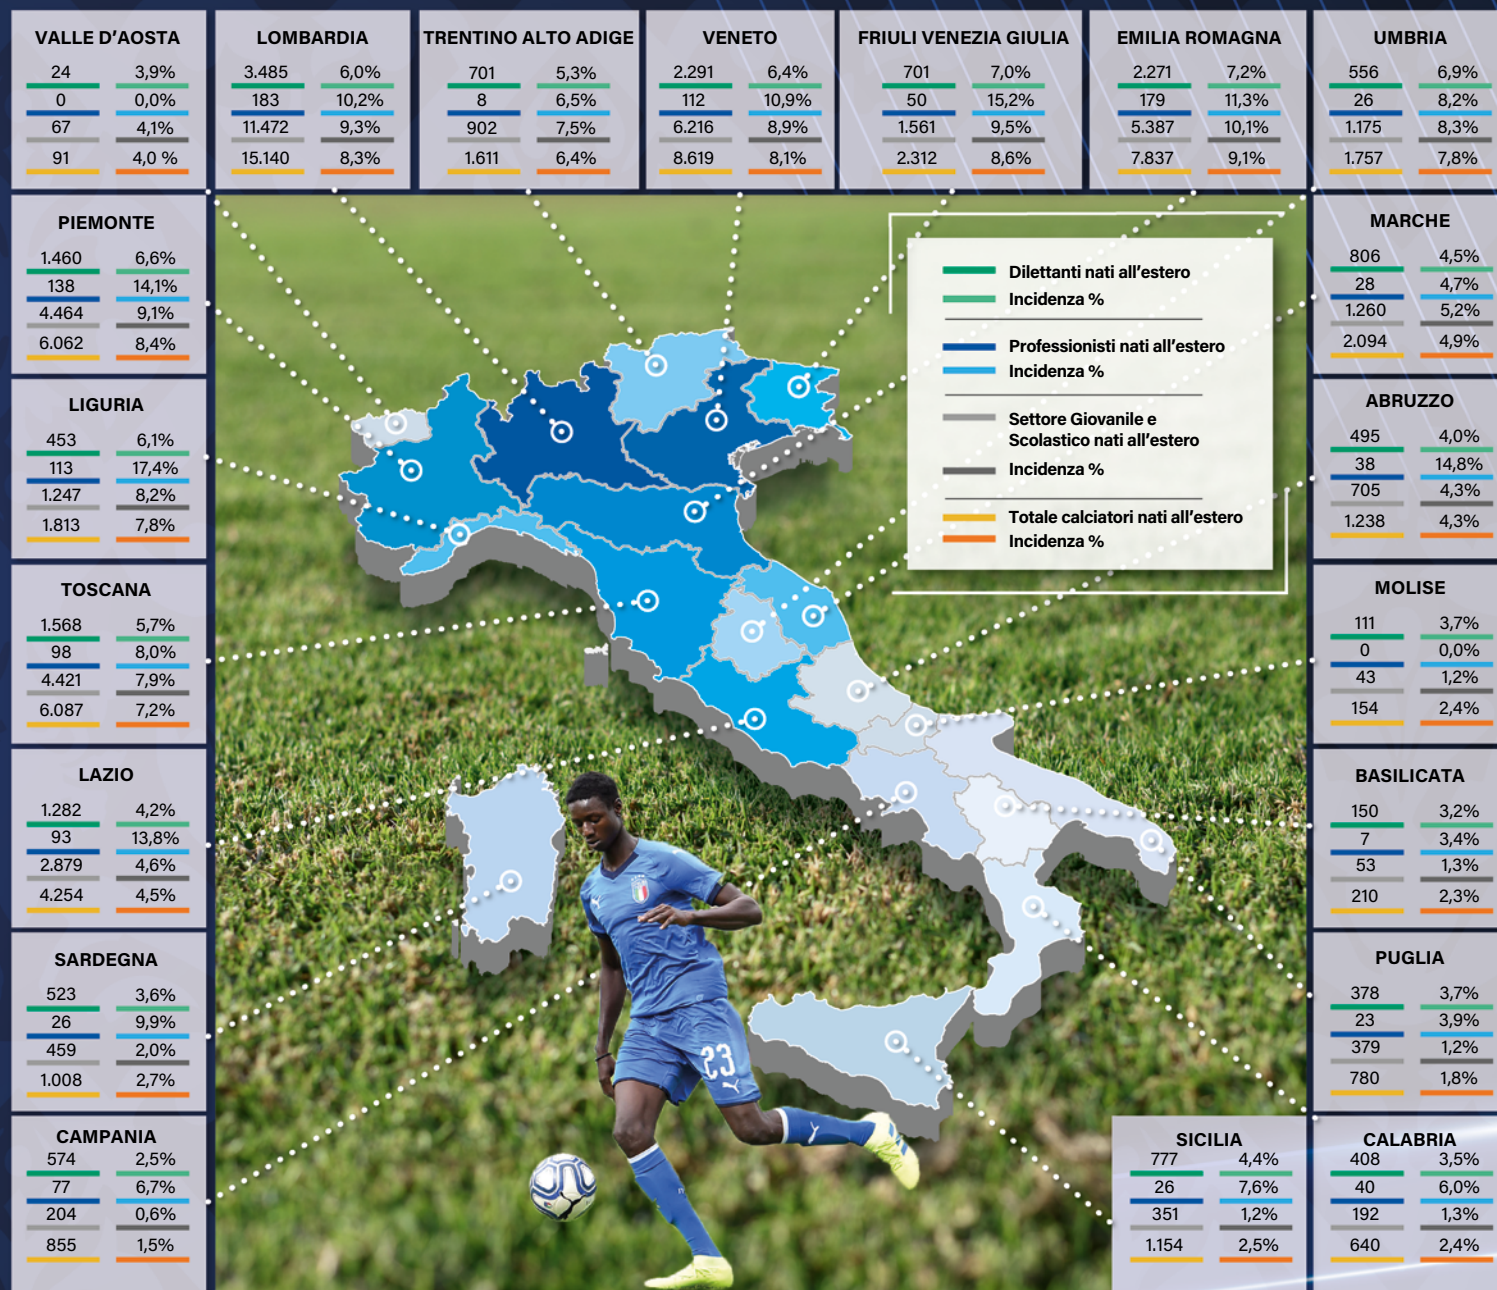 VALLE D'AOSTA
24 3,9%
0 0,0%
67 4,1%
91 4,0 %
LOMBARDIA
3.485 6,0%
183 10,2%
11.472 9,3%
15.140 8,3%
TRENTINO ALTO ADIGE
701 5,3%
8 6,5%
902 7,5%
1.611 6,4%
VENETO
2.291 6,4%
112 10,9%
6.216 8,9%
8.619 8,1%
FRIULI VENEZIA GIULIA
701 7,0%
50 15,2%
1.561 9,5%
2.312 8,6%
EMILIA ROMAGNA
2.271 7,2%
179 11,3%
5.387 10,1%
7.837 9,1%
UMBRIA
556 6,9%
26 8,2%
1.175 8,3%
1.757 7,8%
PIEMONTE
1.460 6,6%
138 14,1%
4.464 9,1%
6.062 8,4%
LIGURIA
453 6,1%
113 17,4%
1.247 8,2%
1.813 7,8%
TOSCANA
1.568 5,7%
98 8,0%
4.421 7,9%
6.087 7,2%
LAZIO
1.282 4,2%
93 13,8%
2.879 4,6%
4.254 4,5%
SARDEGNA
523 3,6%
26 9,9%
459 2,0%
1.008 2,7%
CAMPANIA
574 2,5%
77 6,7%
204 0,6%
855 1,5%
Dilettanti nati all'estero
Incidenza %
Professionisti nati all'estero
Incidenza %
Settore Giovanile e
Scolastico nati all'estero
Incidenza %
Totale calciatori nati all'estero
Incidenza %
23
MARCHE
806 4,5%
28 4,7%
1.260 5,2%
2.094 4,9%
ABRUZZO
495 4,0%
38 14,8%
705 4,3%
1.238 4,3%
MOLISE
111 3,7%
0 0,0%
43 1,2%
154 2,4%
BASILICATA
150 3,2%
7 3,4%
53 1,3%
210 2,3%
PUGLIA
378 3,7%
23 3,9%
379 1,2%
780 1,8%
SICILIA
777 4,4%
26 7,6%
351 1,2%
1.154 2,5%
CALABRIA
408 3,5%
40 6,0%
192 1,3%
640 2,4%